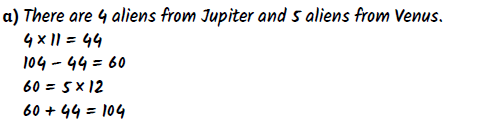 a) There are 4 aliens from Jupiter and 5 aliens from Venus.
4 × 11 = 44
104 – 44 = 60
60 = 5 × 12
60 + 44 = 104